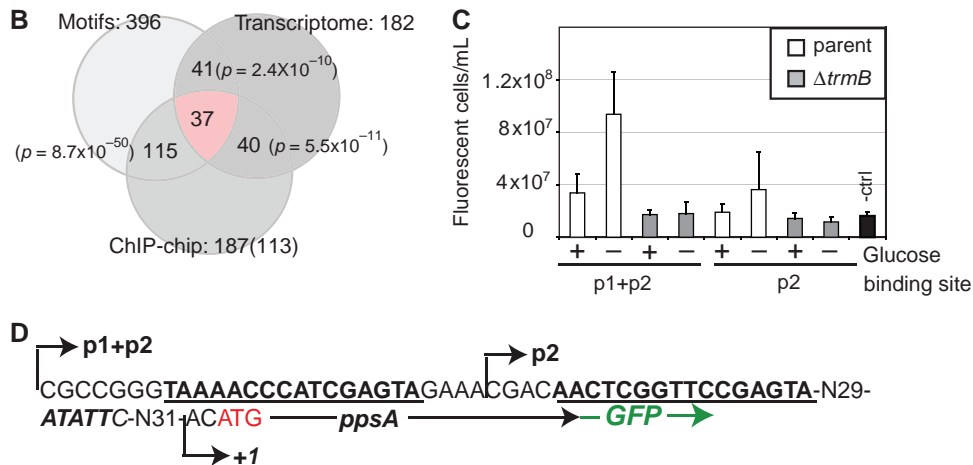 B
Motifs: 396
Transcriptome: 182
41 (p = 2.4X10⁻¹⁰)
37
40 (p = 5.5x10⁻¹¹)
(p = 8.7x10⁻⁵⁰) 115
ChIP-chip: 187(113)
C
Fluorescent cells/mL
1.2x10⁸
8x10⁷
4x10⁷
0
parent
ΔtrmB
-ctrl
+ − + − + − + − Glucose
p1+p2 p2 binding site
D
p1+p2 p2
CGCCGGGTAAAACCCATCGAGTAGAAACGACAACTCGGTTCCGAGTA-N29-
ATATTC-N31-ACATG ppsA GFP
+1